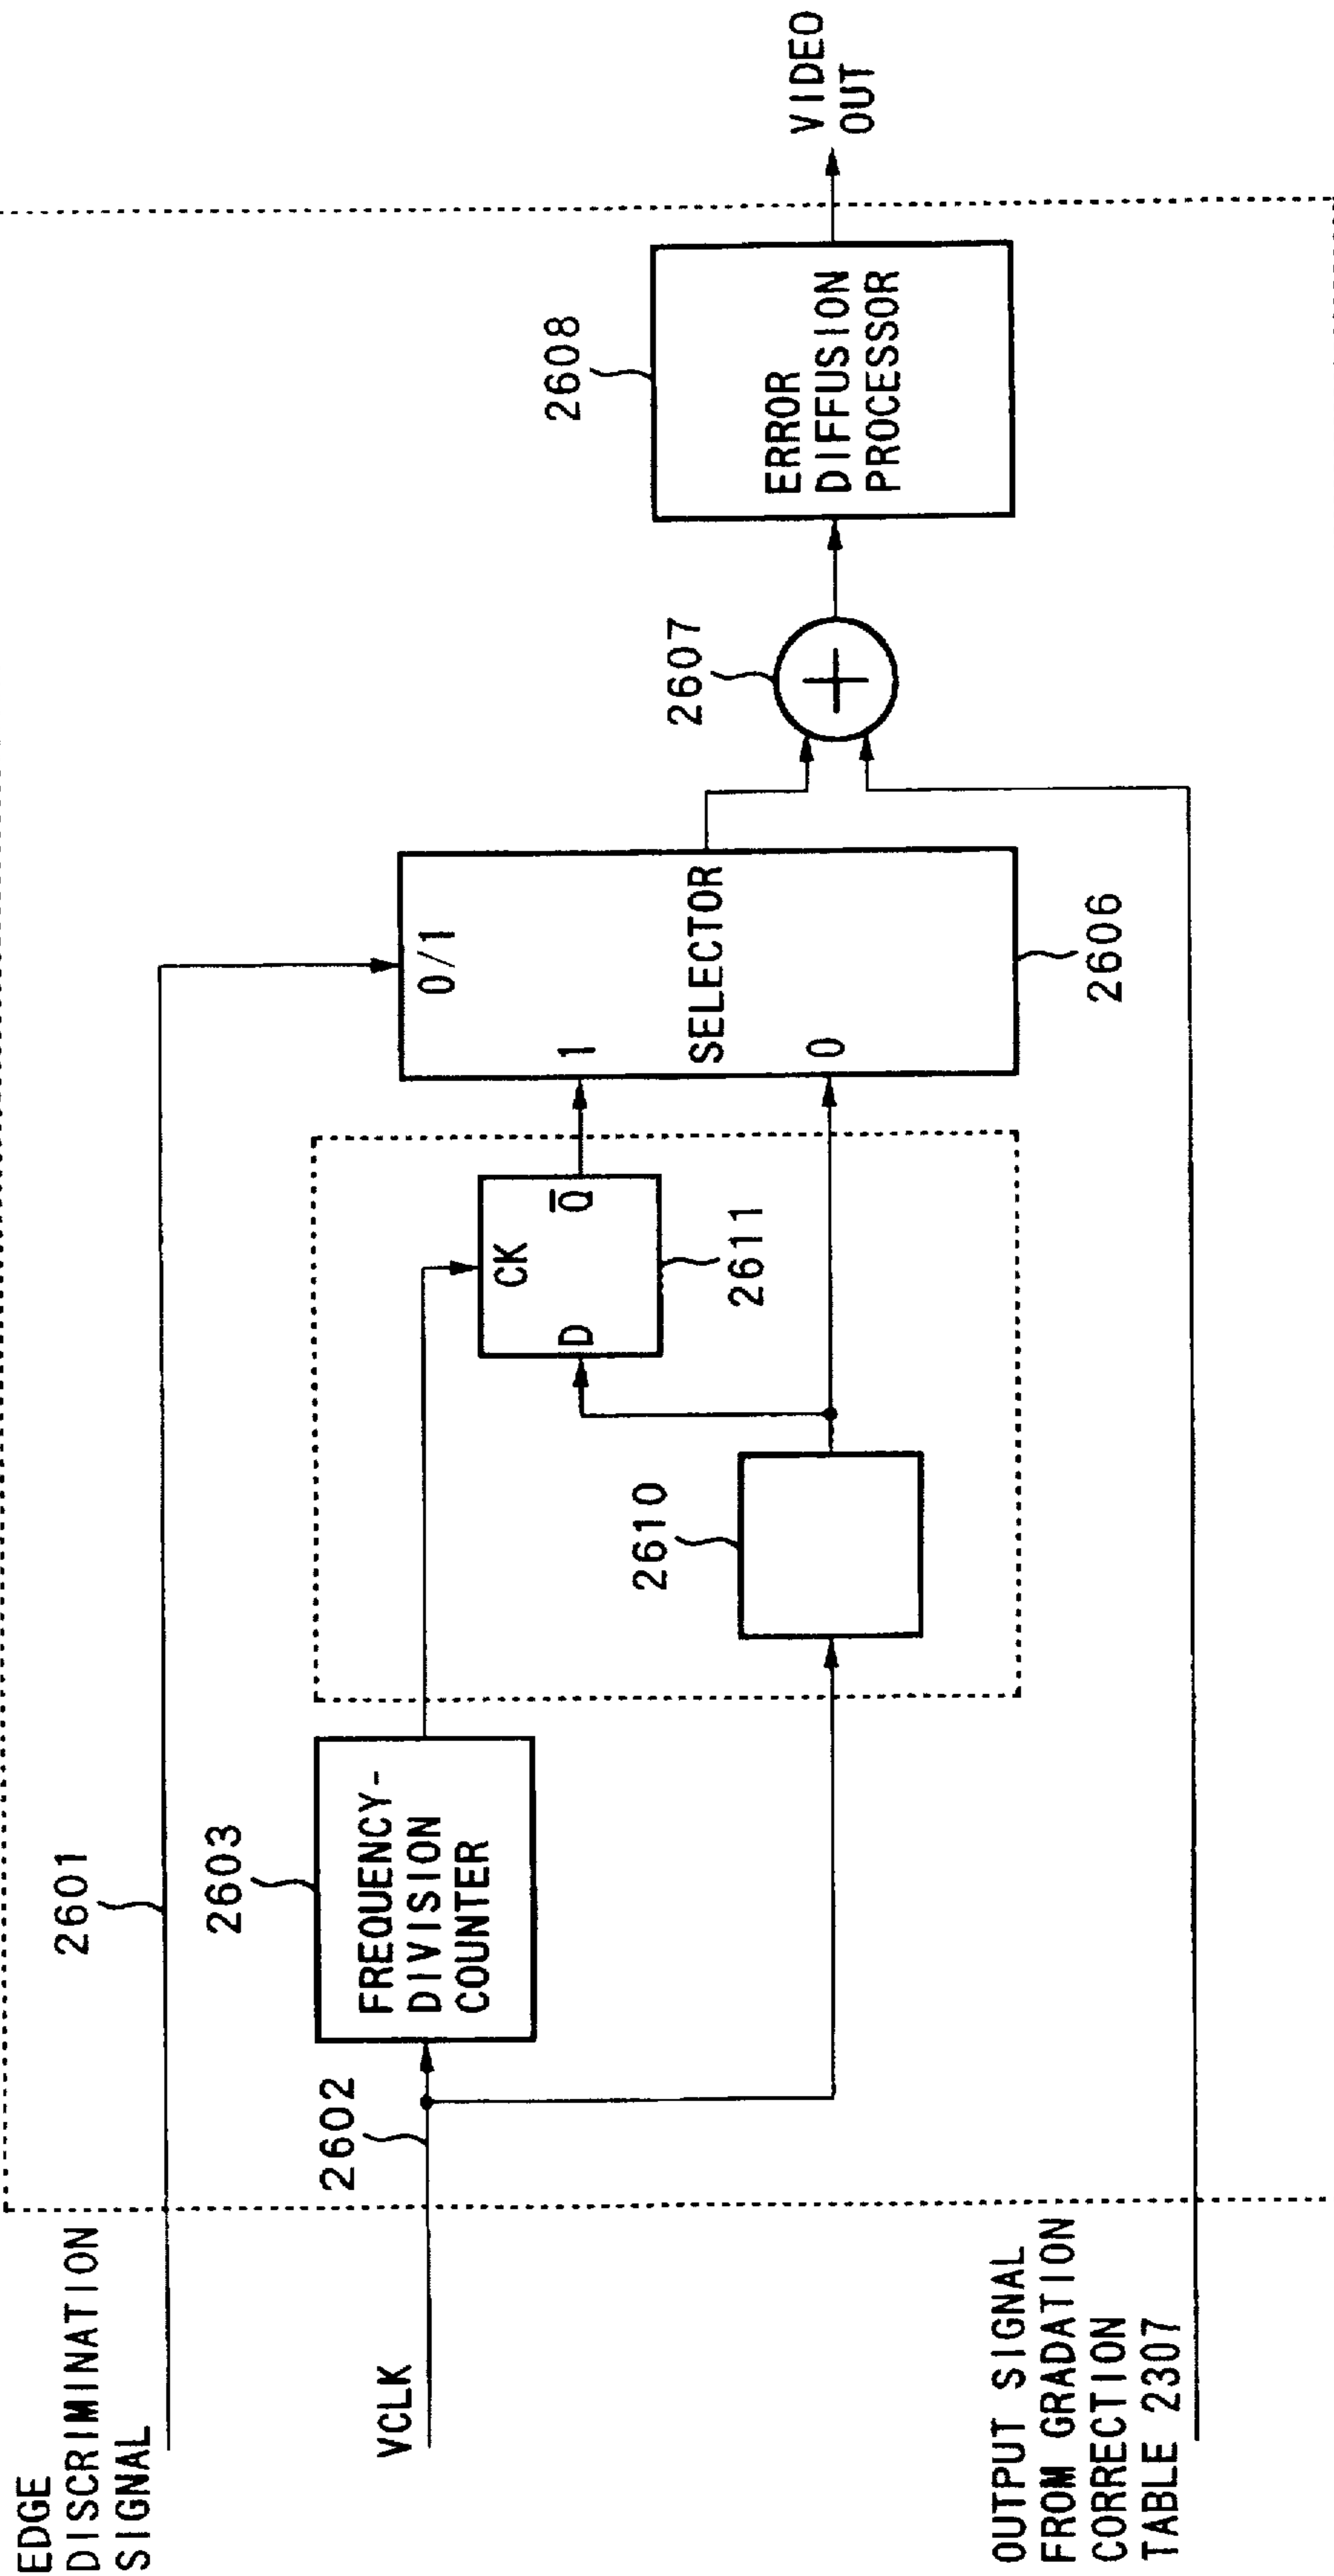 EDGE
DISCRIMINATION
SIGNAL
2601
VCLK
2602
2603
FREQUENCY-
DIVISION
COUNTER
2610
D
CK
Q̅
2611
0/1
1
SELECTOR
0
2606
2607
+
2608
ERROR
DIFFUSION
PROCESSOR
VIDEO
OUT
OUTPUT SIGNAL
FROM GRADATION
CORRECTION
TABLE 2307